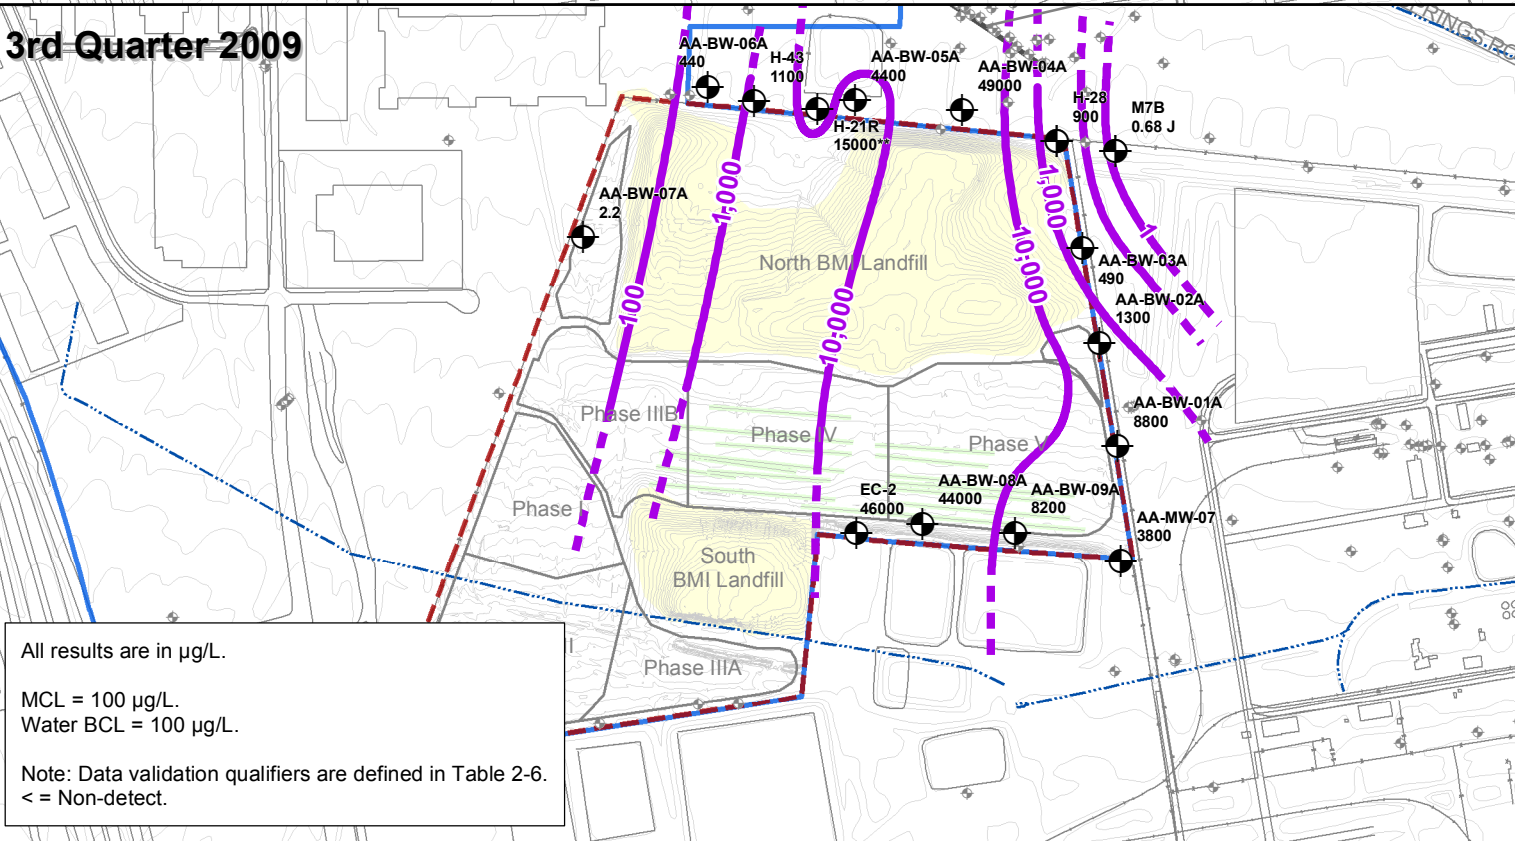 3rd Quarter 2009
AA-BW-06A
440
H-43
1100
AA-BW-05A
4400
AA-BW-04A
49000
H-28
900
M7B
0.68 J
H-21R
15000**
AA-BW-07A
2.2
1,000
1,000
1
North BMI Landfill
10,000
AA-BW-03A
490
AA-BW-02A
1300
100
10,000
Phase IIIB
Phase IV
Phase V
AA-BW-01A
8800
EC-2
46000
AA-BW-08A
44000
AA-BW-09A
8200
AA-MW-07
3800
Phase I
South
BMI Landfill
Phase IIIA
All results are in µg/L.
MCL = 100 µg/L.
Water BCL = 100 µg/L.
Note: Data validation qualifiers are defined in Table 2-6.
< = Non-detect.